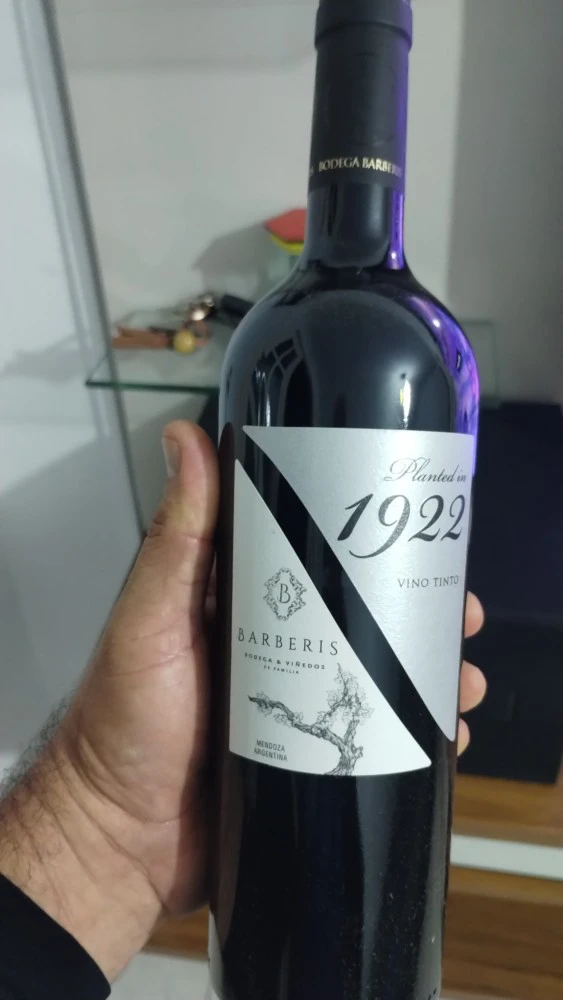 BODEGA BARBERIS
Planted in
1922
VINO TINTO
B
BARBERIS
BODEGA & VIÑEDOS
DE FAMILIA
MENDOZA
ARGENTINA